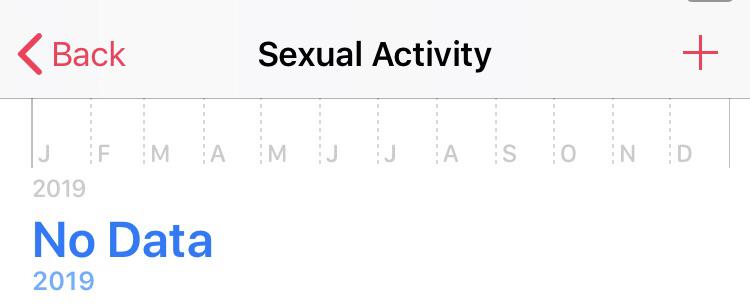 Back Sexual Activity +
J F M A M J J A S O N D
2019
No Data
2019